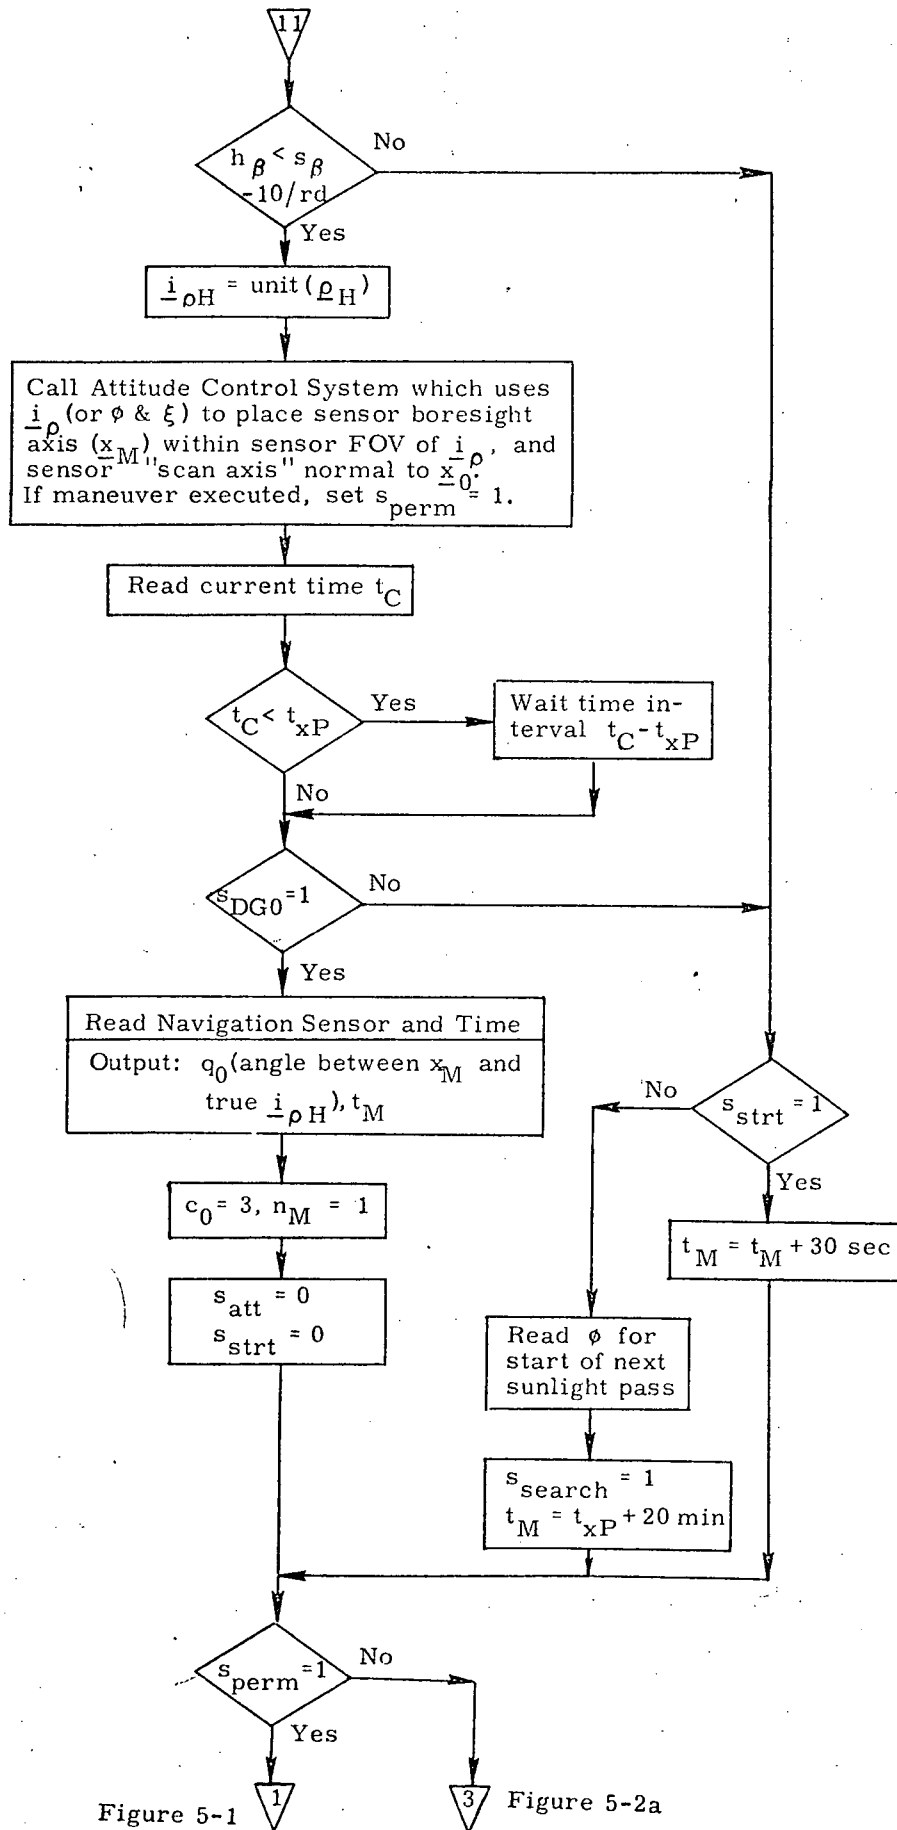 11
h_β < s_β
-10/rd
No
Yes
i_ρH = unit(ρ_H)
Call Attitude Control System which uses
i_ρ (or φ & ξ) to place sensor boresight
axis (x_M) within sensor FOV of i_ρ, and
sensor "scan axis" normal to x_0.
If maneuver executed, set s_perm = 1.
Read current time t_C
t_C < t_xP
Yes
Wait time in-
terval t_C - t_xP
No
s_DG0 = 1
No
Yes
Read Navigation Sensor and Time
Output: q_0 (angle between x_M and
true i_ρH), t_M
No
s_strt = 1
Yes
c_0 = 3, n_M = 1
t_M = t_M + 30 sec
s_att = 0
s_strt = 0
Read φ for
start of next
sunlight pass
s_search = 1
t_M = t_xP + 20 min
s_perm = 1
No
Yes
Figure 5-1
1
3
Figure 5-2a